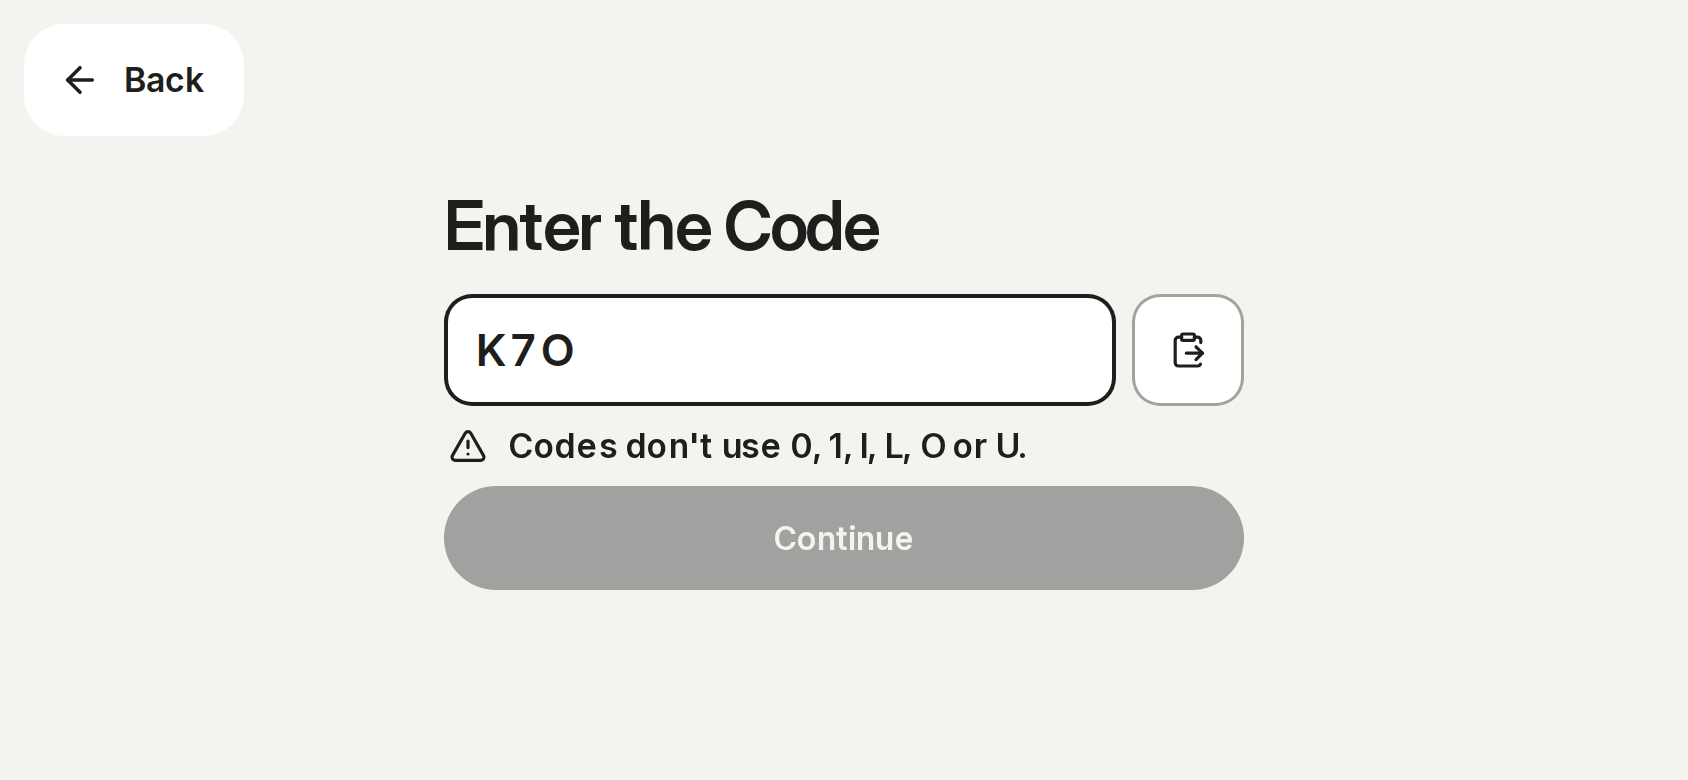 Back
Enter the Code
K7O
Codes don't use 0, 1, I, L, O or U.
Continue